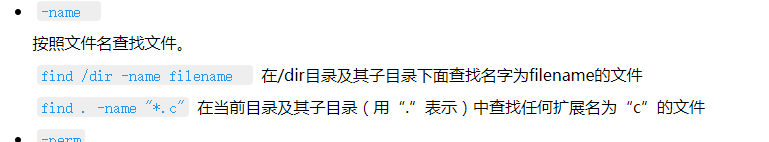 -name
按照文件名查找文件。
find /dir -name filename 在/dir目录及其子目录下面查找名字为filename的文件
find . -name "*.c" 在当前目录及其子目录（用“.”表示）中查找任何扩展名为“c”的文件
-perm